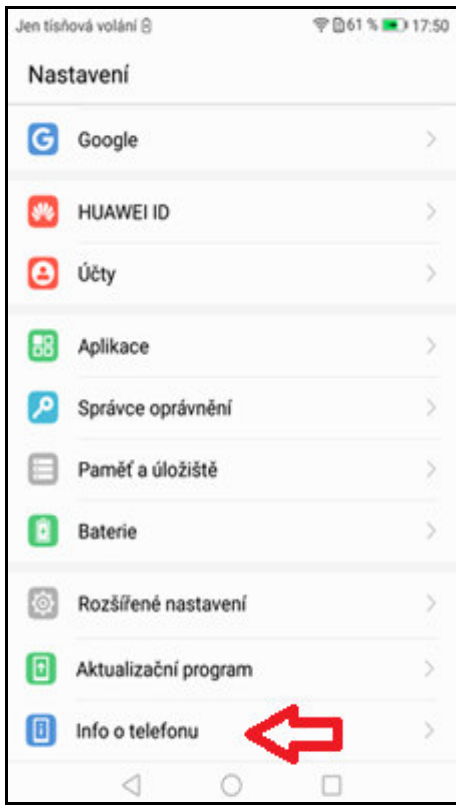 Jen tísňová volání 61 % 17:50
Nastavení
Google
HUAWEI ID
Účty
Aplikace
Správce oprávnění
Paměť a úložiště
Baterie
Rozšířené nastavení
Aktualizační program
Info o telefonu